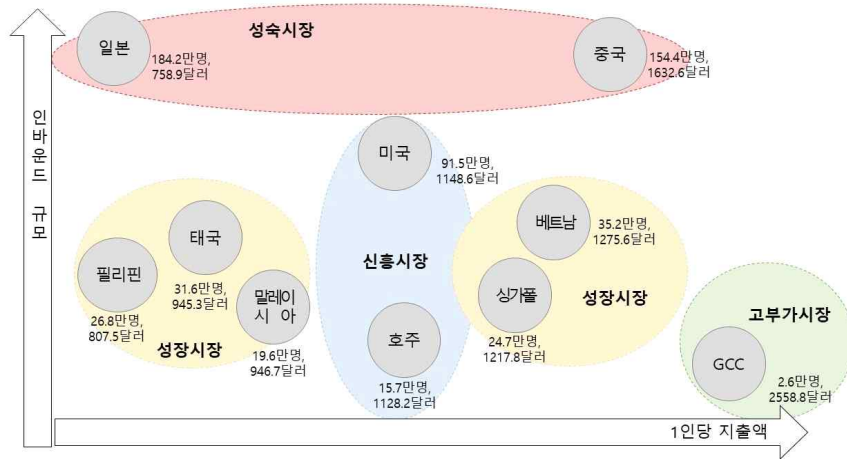 성숙시장
일본
184.2만명,
758.9달러
중국
154.4만명,
1632.6달러
인바운드 규모
미국
91.5만명,
1148.6달러
신흥시장
호주
15.7만명,
1128.2달러
태국
31.6만명,
945.3달러
필리핀
26.8만명,
807.5달러
말레이
시 아
19.6만명,
946.7달러
성장시장
베트남
35.2만명,
1275.6달러
싱가폴
24.7만명,
1217.8달러
성장시장
고부가시장
GCC
2.6만명,
2558.8달러
1인당 지출액